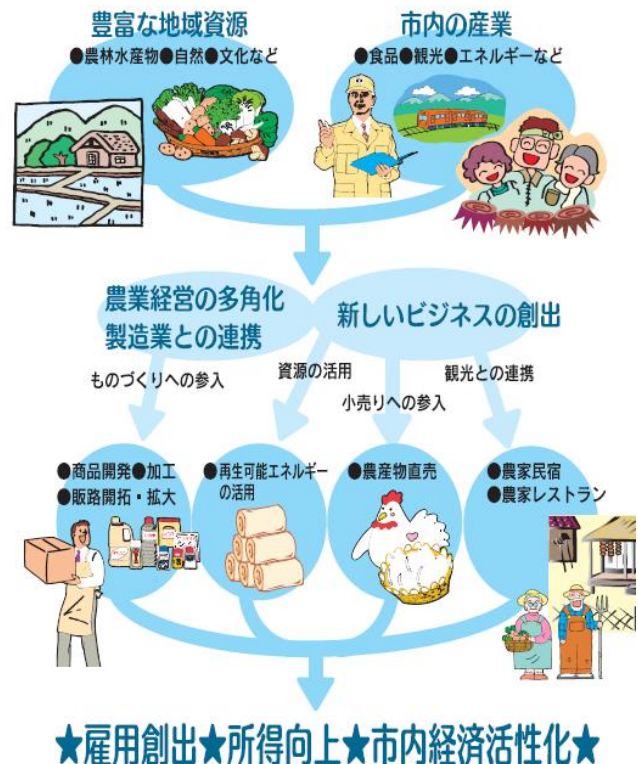 豊富な地域資源
●農林水産物●自然●文化など
市内の産業
●食品●観光●エネルギーなど
農業経営の多角化
製造業との連携
新しいビジネスの創出
ものづくりへの参入
資源の活用
小売りへの参入
観光との連携
●商品開発●加工
●販路開拓・拡大
●再生可能エネルギー
の活用
●農産物直売
●農家民宿
●農家レストラン
★雇用創出★所得向上★市内経済活性化★